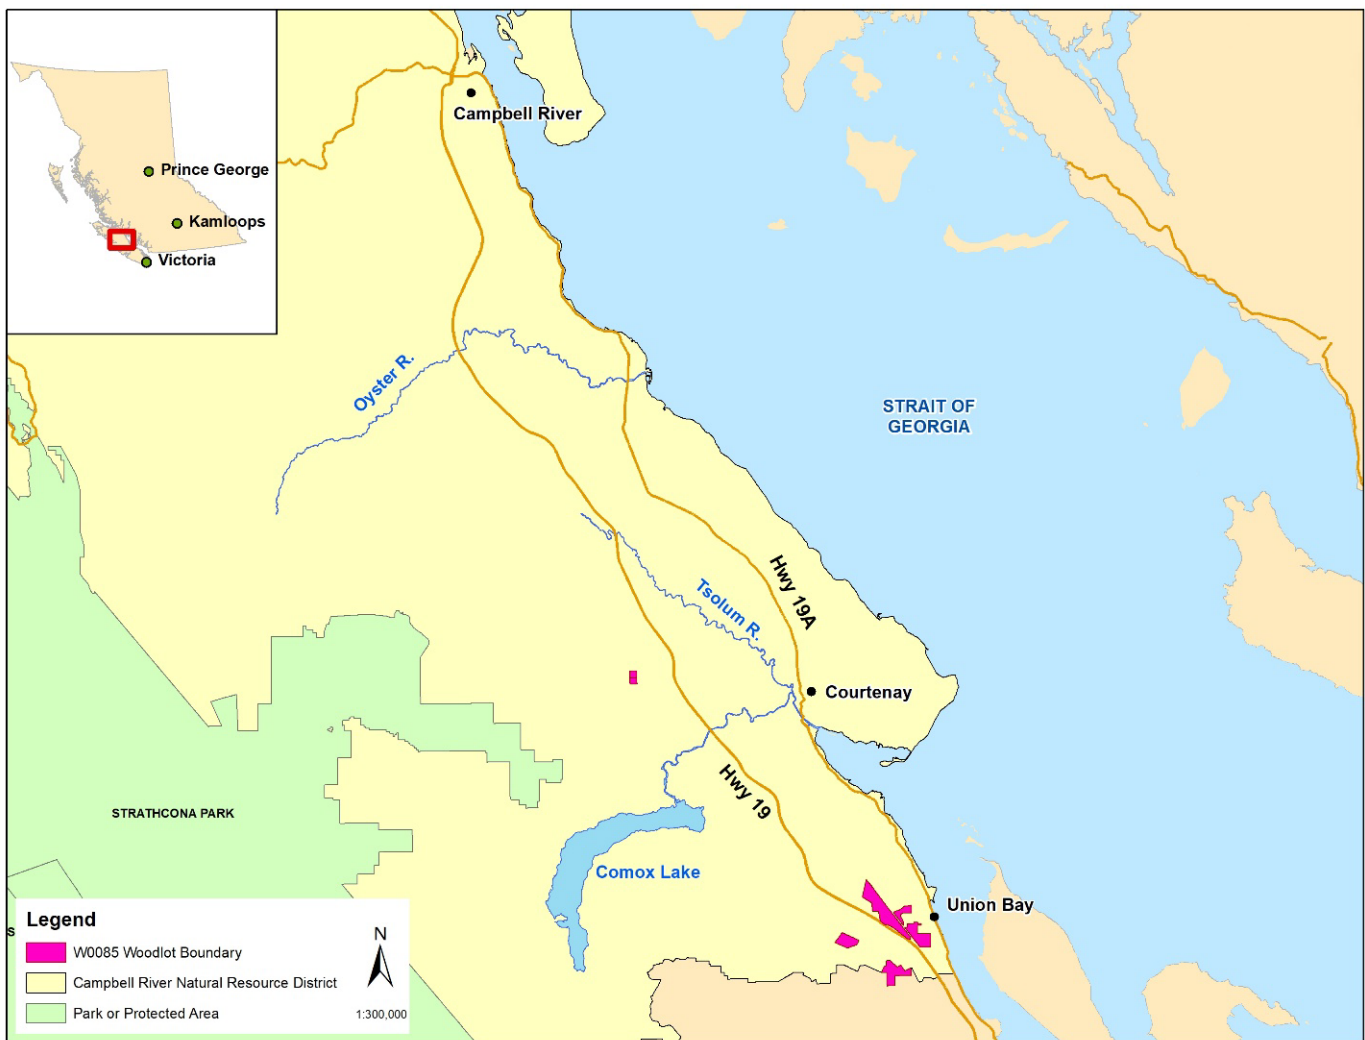 Campbell River
Prince George
Kamloops
Victoria
Oyster R.
STRAIT OF
GEORGIA
Hwy 19A
Tsolum R.
Courtenay
Hwy 19
STRATHCONA PARK
Comox Lake
Union Bay
S
Legend
W0085 Woodlot Boundary
Campbell River Natural Resource District
Park or Protected Area
N
1:300,000